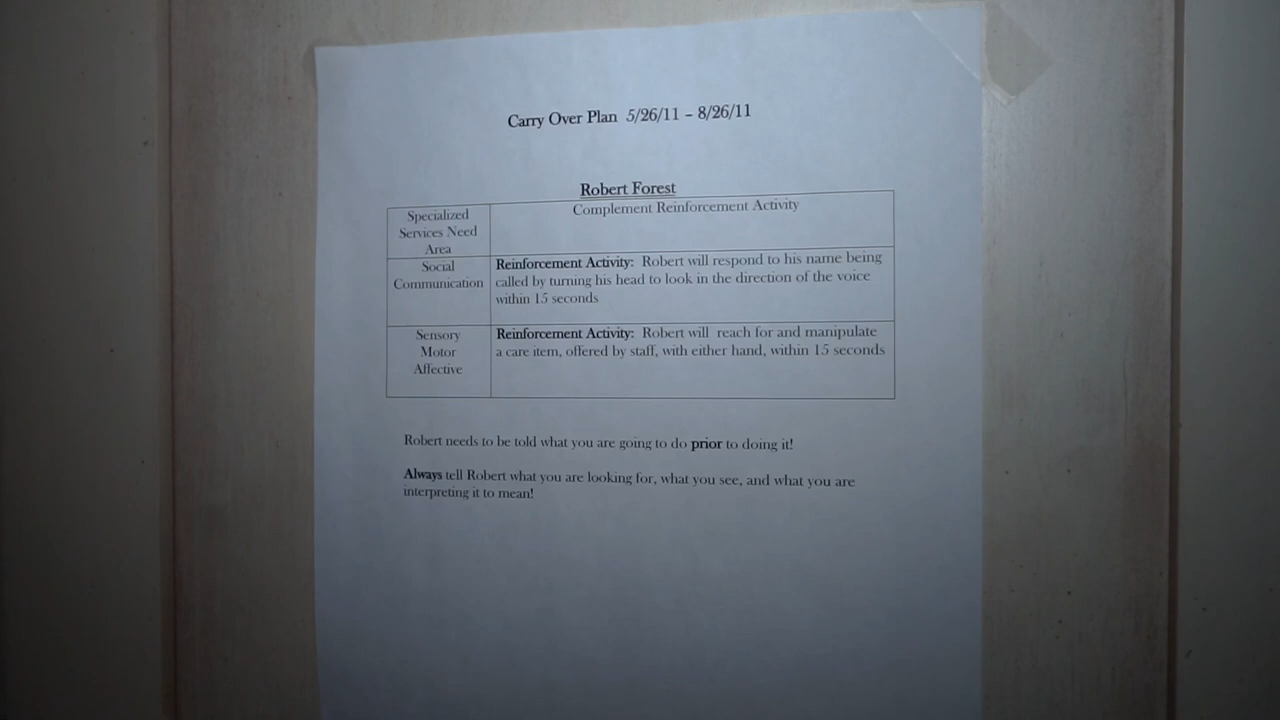 Carry Over Plan 5/26/11 – 8/26/11
Robert Forest
Specialized
Services Need
Area
Complement Reinforcement Activity
Social
Communication
Reinforcement Activity: Robert will respond to his name being
called by turning his head to look in the direction of the voice
within 15 seconds
Sensory
Motor
Affective
Reinforcement Activity: Robert will reach for and manipulate
a care item, offered by staff, with either hand, within 15 seconds
Robert needs to be told what you are going to do prior to doing it!
Always tell Robert what you are looking for, what you see, and what you are
interpreting it to mean!